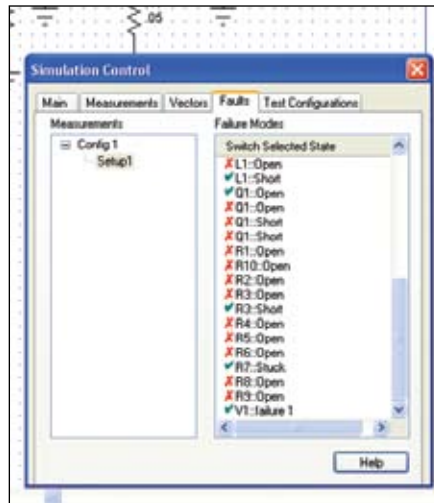 .05
Simulation Control
Main Measurements Vectors Faults Test Configurations
Measurements
Failure Modes
Config 1
Setup1
Switch Selected State
L1::Open
L1::Short
Q1::Open
Q1::Open
Q1::Short
Q1::Short
R1::Open
R10::Open
R2::Open
R3::Open
R3::Short
R4::Open
R5::Open
R6::Open
R7::Stuck
R8::Open
R9::Open
V1::failure 1
Help